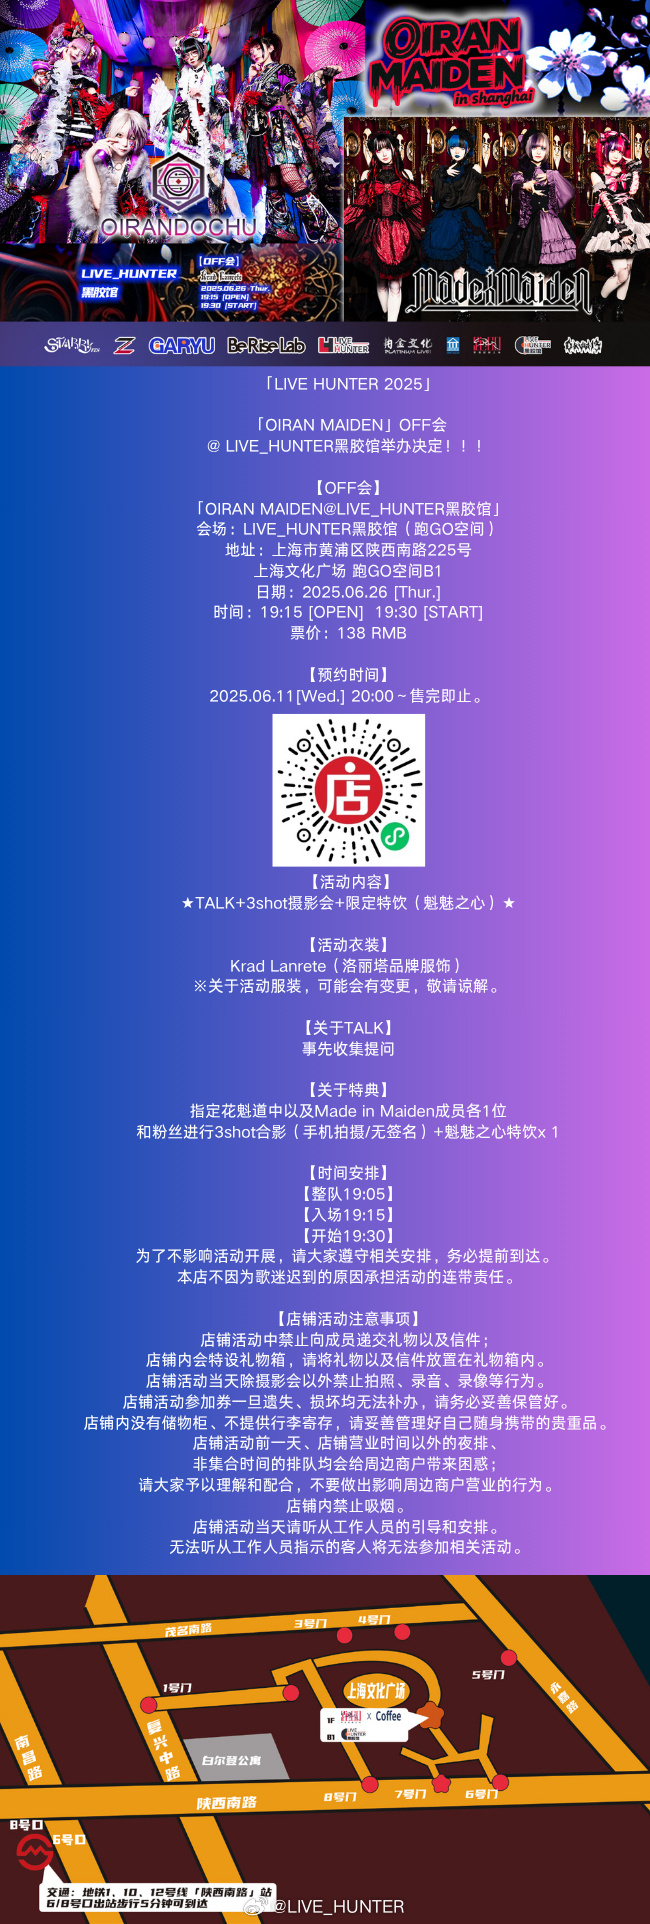 OIRAN
MAIDEN
in shanghai
OIRANDOCHU
Made in Maiden
LIVE_HUNTER
黑胶馆
【OFF会】
Krad Lanrete
2025.06.26 Thur.
19:15 [OPEN]
19:30 [START]
STARRY
GARYU
Be Rise Lab
LIVE HUNTER
铂金文化
PLATINUM LIVE!
「LIVE HUNTER 2025」
「OIRAN MAIDEN」OFF会
@ LIVE_HUNTER黑胶馆举办决定！！！
【OFF会】
「OIRAN MAIDEN@LIVE_HUNTER黑胶馆」
会场：LIVE_HUNTER黑胶馆（跑GO空间）
地址：上海市黄浦区陕西南路225号
上海文化广场 跑GO空间B1
日期：2025.06.26 [Thur.]
时间：19:15 [OPEN] 19:30 [START]
票价：138 RMB
【预约时间】
2025.06.11[Wed.] 20:00～售完即止。
店
【活动内容】
★TALK+3shot摄影会+限定特饮（魁魅之心）★
【活动衣装】
Krad Lanrete（洛丽塔品牌服饰）
※关于活动服装，可能会有变更，敬请谅解。
【关于TALK】
事先收集提问
【关于特典】
指定花魁道中以及Made in Maiden成员各1位
和粉丝进行3shot合影（手机拍摄/无签名）+魁魅之心特饮x 1
【时间安排】
【整队19:05】
【入场19:15】
【开始19:30】
为了不影响活动开展，请大家遵守相关安排，务必提前到达。
本店不因为歌迷迟到的原因承担活动的连带责任。
【店铺活动注意事项】
店铺活动中禁止向成员递交礼物以及信件；
店铺内会特设礼物箱，请将礼物以及信件放置在礼物箱内。
店铺活动当天除摄影会以外禁止拍照、录音、录像等行为。
店铺活动参加券一旦遗失、损坏均无法补办，请务必妥善保管好。
店铺内没有储物柜、不提供行李寄存，请妥善管理好自己随身携带的贵重品。
店铺活动前一天、店铺营业时间以外的夜排、
非集合时间的排队均会给周边商户带来困惑；
请大家予以理解和配合，不要做出影响周边商户营业的行为。
店铺内禁止吸烟。
店铺活动当天请听从工作人员的引导和安排。
无法听从工作人员指示的客人将无法参加相关活动。
茂名南路
3号门
4号门
5号门
永嘉路
1号门
上海文化广场
1F
X Coffee
B1
LIVE HUNTER
黑胶馆
南昌路
复兴中路
白尔登公寓
陕西南路
8号门
7号门
6号门
8号口
6号口
交通：地铁1、10、12号线「陕西南路」站
6/8号口出站步行5分钟可到达
@LIVE_HUNTER